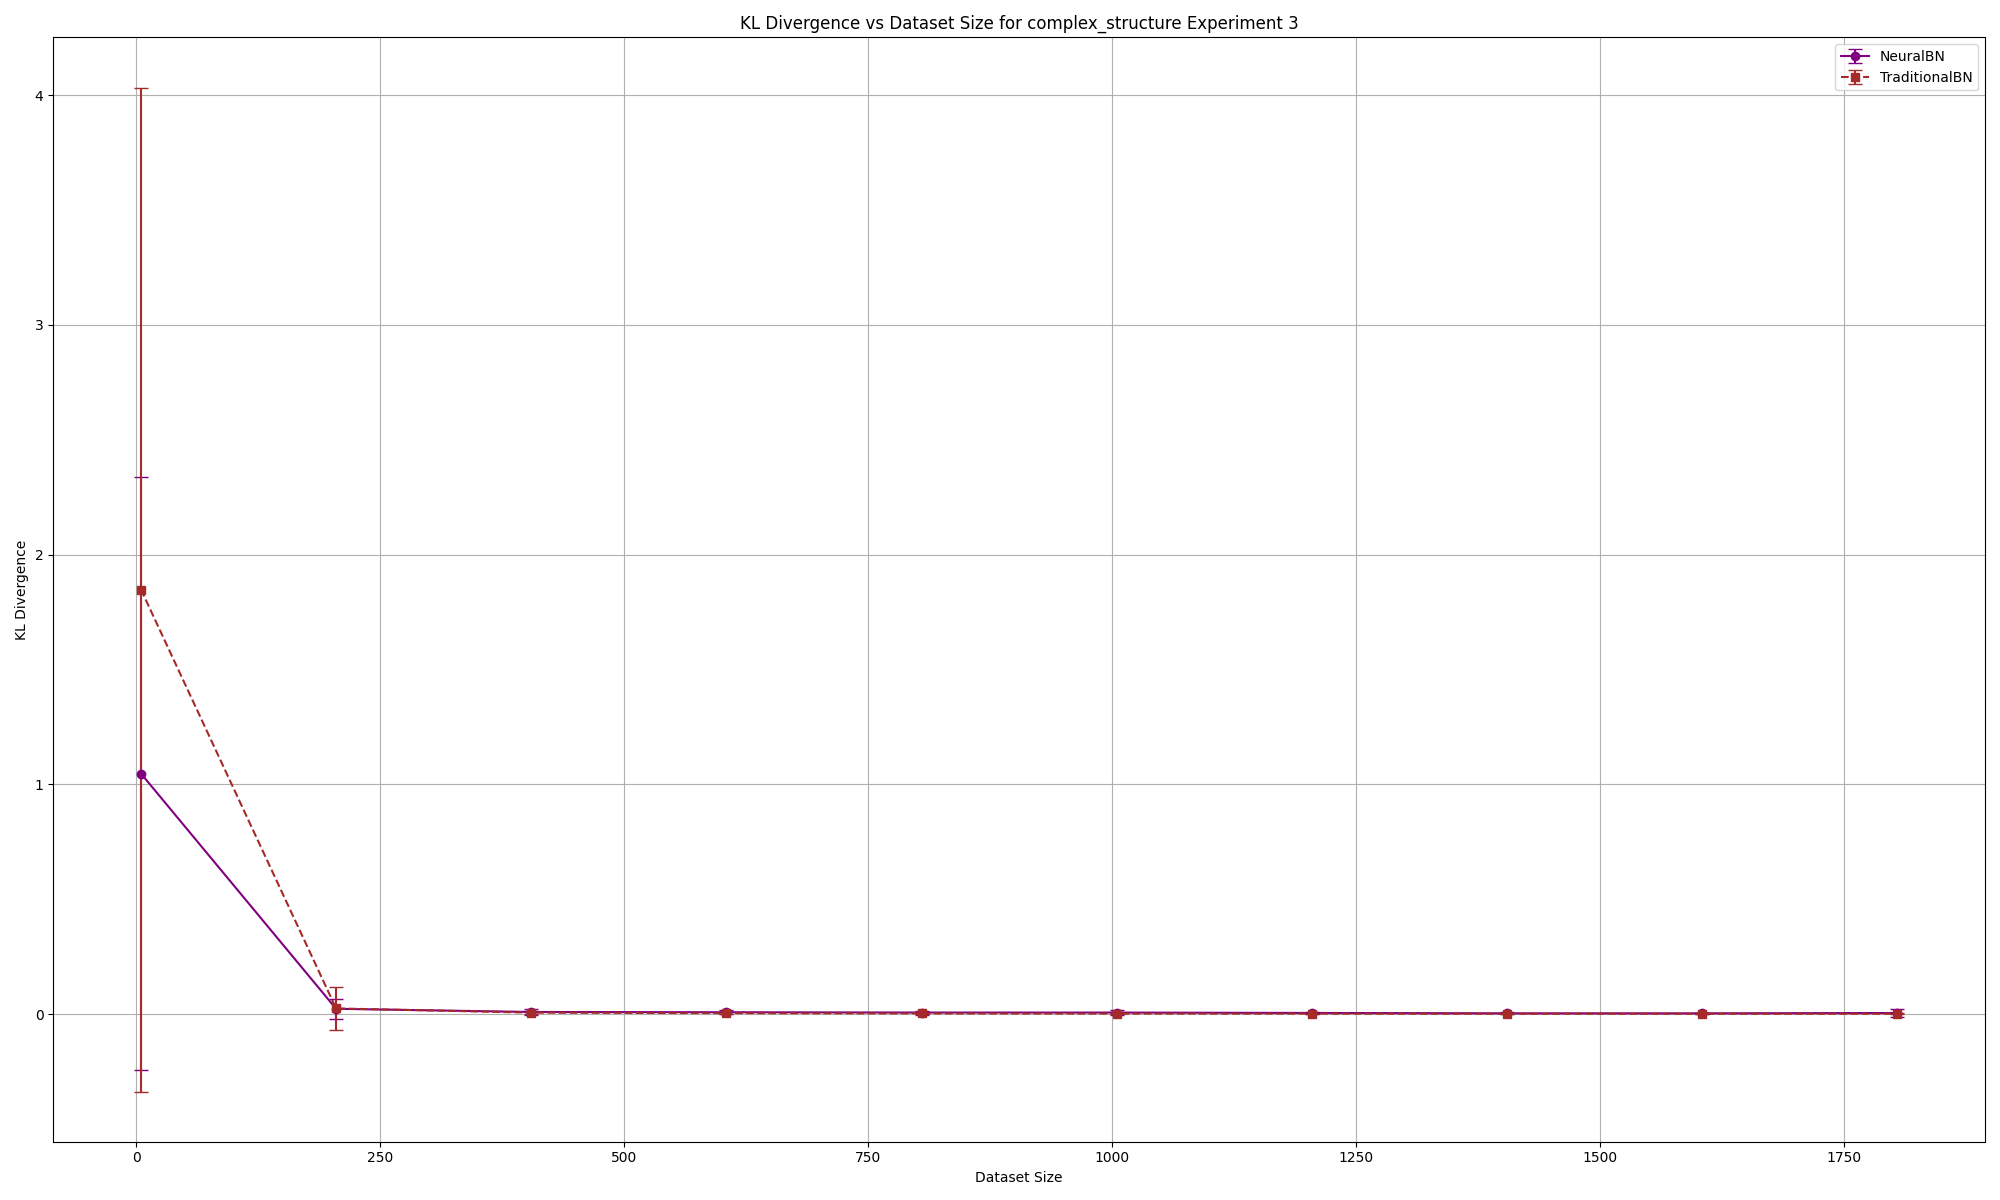 KL Divergence vs Dataset Size for complex_structure Experiment 3
NeuralBN
TraditionalBN
KL Divergence
4
3
2
1
0
0 250 500 750 1000 1250 1500 1750
Dataset Size